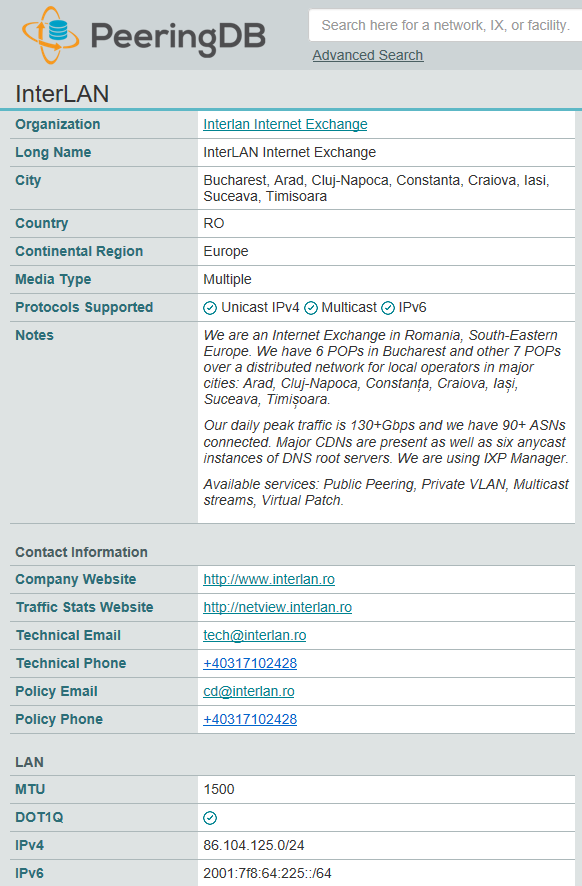 PeeringDB
Search here for a network, IX, or facility.
Advanced Search
InterLAN
Organization Interlan Internet Exchange
Long Name InterLAN Internet Exchange
City Bucharest, Arad, Cluj-Napoca, Constanta, Craiova, Iasi,
Suceava, Timisoara
Country RO
Continental Region Europe
Media Type Multiple
Protocols Supported Unicast IPv4 Multicast IPv6
Notes We are an Internet Exchange in Romania, South-Eastern
Europe. We have 6 POPs in Bucharest and other 7 POPs
over a distributed network for local operators in major
cities: Arad, Cluj-Napoca, Constanța, Craiova, Iași,
Suceava, Timișoara.
Our daily peak traffic is 130+Gbps and we have 90+ ASNs
connected. Major CDNs are present as well as six anycast
instances of DNS root servers. We are using IXP Manager.
Available services: Public Peering, Private VLAN, Multicast
streams, Virtual Patch.
Contact Information
Company Website http://www.interlan.ro
Traffic Stats Website http://netview.interlan.ro
Technical Email tech@interlan.ro
Technical Phone +40317102428
Policy Email cd@interlan.ro
Policy Phone +40317102428
LAN
MTU 1500
DOT1Q
IPv4 86.104.125.0/24
IPv6 2001:7f8:64:225::/64